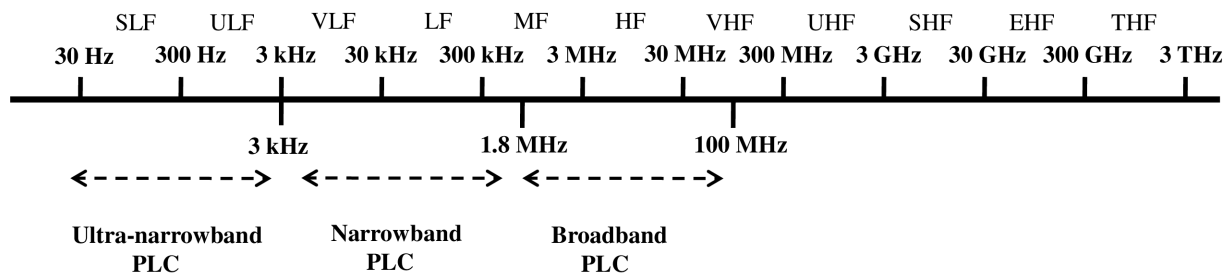 SLF ULF VLF LF MF HF VHF UHF SHF EHF THF
30 Hz 300 Hz 3 kHz 30 kHz 300 kHz 3 MHz 30 MHz 300 MHz 3 GHz 30 GHz 300 GHz 3 THz
3 kHz 1.8 MHz 100 MHz
Ultra-narrowband Narrowband Broadband
PLC PLC PLC